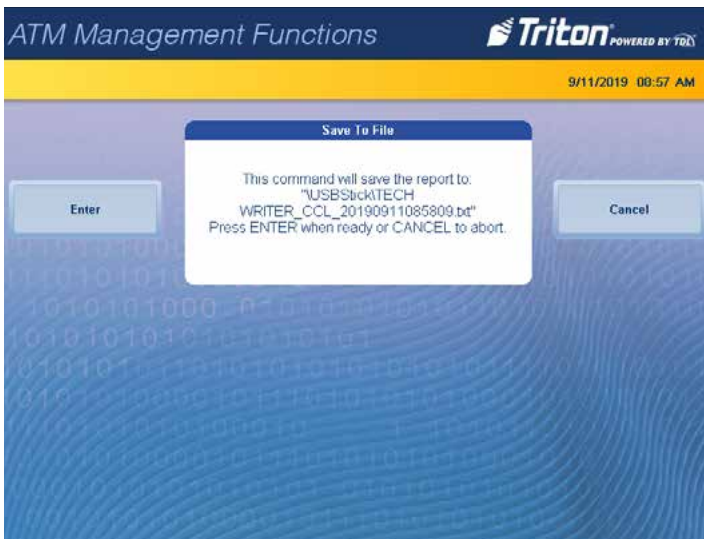 ATM Management Functions
Triton POWERED BY TDL
9/11/2019 08:57 AM
Save To File
This command will save the report to:
"\USBStick\TECH
WRITER_CCL_20190911085809.txt"
Press ENTER when ready or CANCEL to abort.
Enter
Cancel